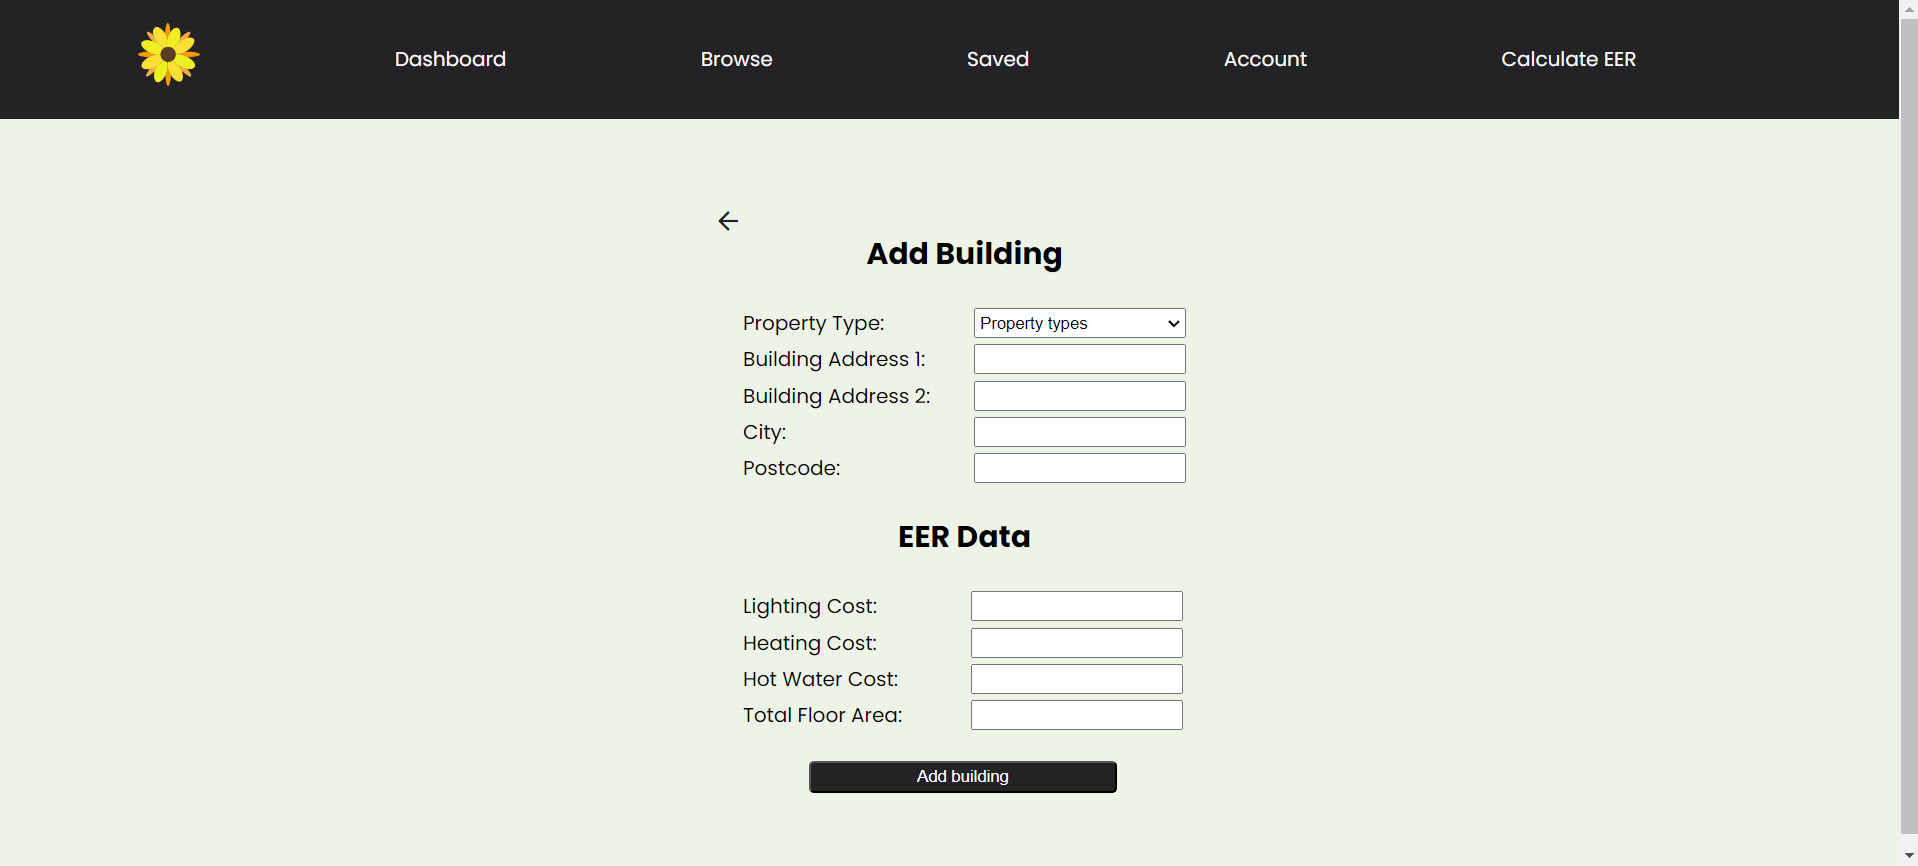 Dashboard Browse Saved Account Calculate EER
Add Building
Property Type: Property types
Building Address 1:
Building Address 2:
City:
Postcode:
EER Data
Lighting Cost:
Heating Cost:
Hot Water Cost:
Total Floor Area:
Add building